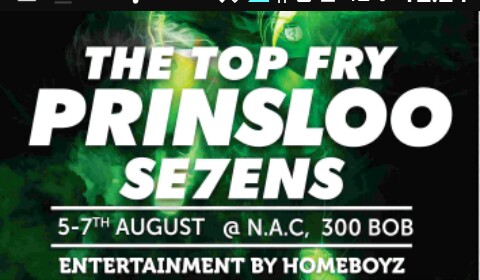 THE TOP FRY
PRINSLOO
SE7ENS
5-7TH AUGUST @ N.A.C, 300 BOB
ENTERTAINMENT BY HOMEBOYZ